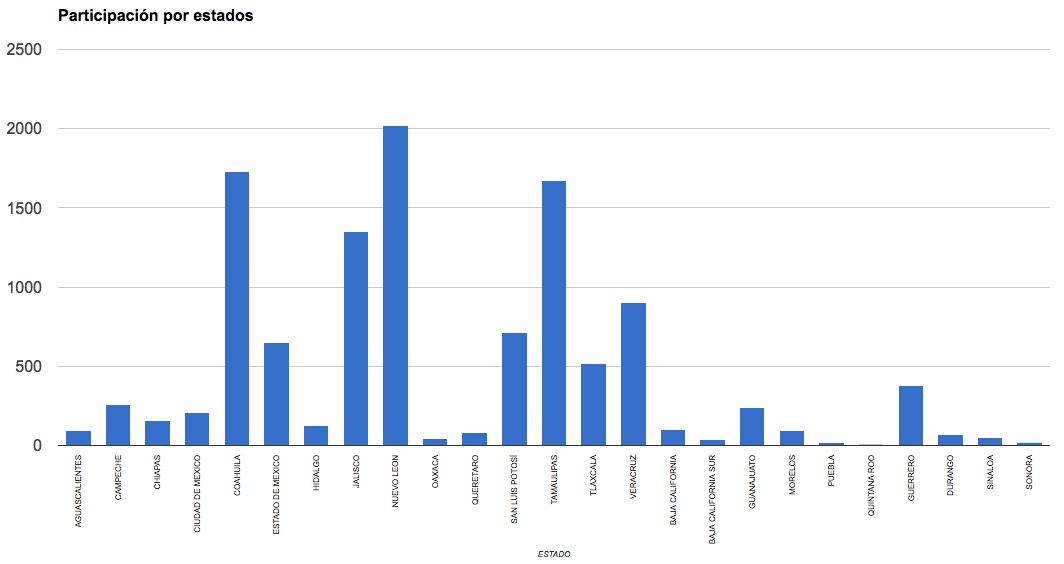 Participación por estados
2500
2000
1500
1000
500
0
AGUASCALIENTES
CAMPECHE
CHIAPAS
CIUDAD DE MEXICO
COAHUILA
ESTADO DE MEXICO
HIDALGO
JALISCO
NUEVO LEON
OAXACA
QUERETARO
SAN LUIS POTOSÍ
TAMAULIPAS
TLAXCALA
VERACRUZ
BAJA CALIFORNIA
BAJA CALIFORNIA SUR
GUANAJUATO
MORELOS
PUEBLA
QUINTANA ROO
GUERRERO
DURANGO
SINALOA
SONORA
ESTADO